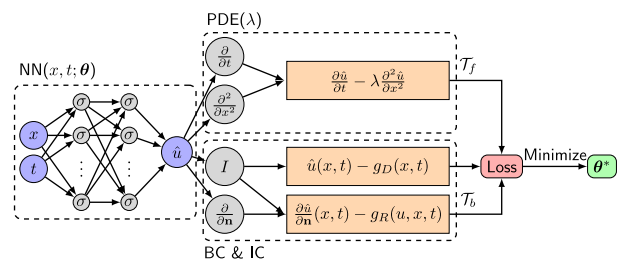 PDE(λ)
NN(x, t; θ)
∂/∂t
∂û/∂t − λ ∂²û/∂x²
T_f
∂²/∂x²
σ σ
x
σ σ
û
t
⋮ ⋮
σ σ
I
û(x, t) − g_D(x, t)
Loss
Minimize
θ*
∂/∂n
∂û/∂n(x, t) − g_R(u, x, t)
T_b
BC & IC